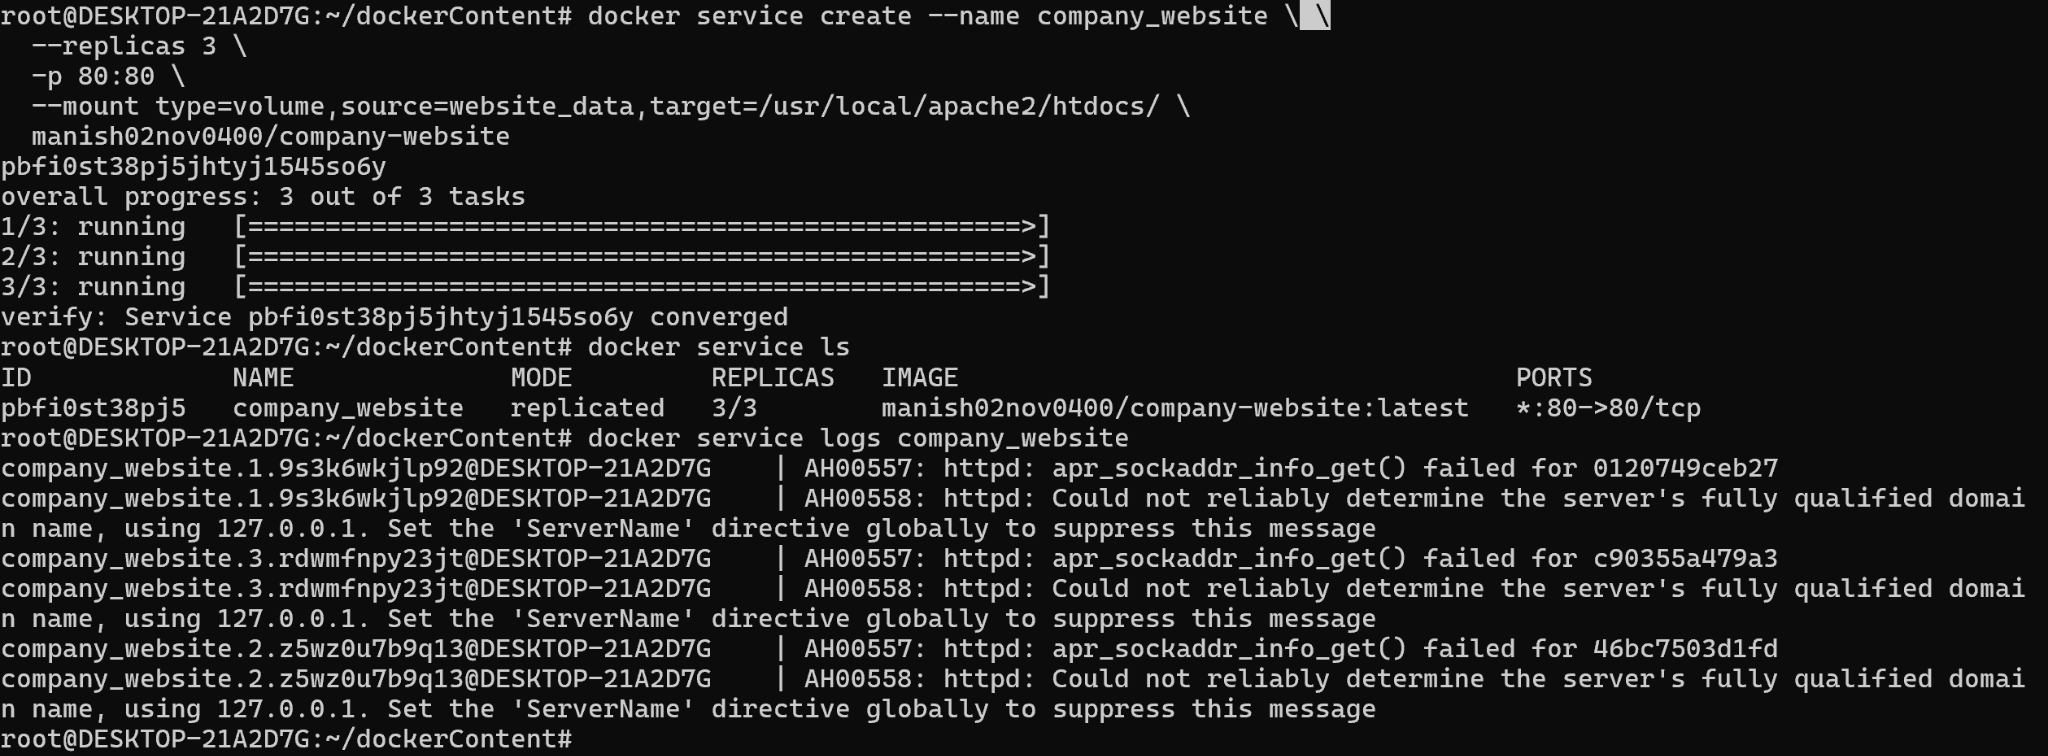 root@DESKTOP-21A2D7G:~/dockerContent# docker service create --name company_website \ \
  --replicas 3 \
  -p 80:80 \
  --mount type=volume,source=website_data,target=/usr/local/apache2/htdocs/ \
  manish02nov0400/company-website
pbfi0st38pj5jhtyj1545so6y
overall progress: 3 out of 3 tasks
1/3: running   [==================================================>]
2/3: running   [==================================================>]
3/3: running   [==================================================>]
verify: Service pbfi0st38pj5jhtyj1545so6y converged
root@DESKTOP-21A2D7G:~/dockerContent# docker service ls
ID             NAME              MODE         REPLICAS   IMAGE                                    PORTS
pbfi0st38pj5   company_website   replicated   3/3        manish02nov0400/company-website:latest   *:80->80/tcp
root@DESKTOP-21A2D7G:~/dockerContent# docker service logs company_website
company_website.1.9s3k6wkjlp92@DESKTOP-21A2D7G    | AH00557: httpd: apr_sockaddr_info_get() failed for 0120749ceb27
company_website.1.9s3k6wkjlp92@DESKTOP-21A2D7G    | AH00558: httpd: Could not reliably determine the server's fully qualified domai
n name, using 127.0.0.1. Set the 'ServerName' directive globally to suppress this message
company_website.3.rdwmfnpy23jt@DESKTOP-21A2D7G    | AH00557: httpd: apr_sockaddr_info_get() failed for c90355a479a3
company_website.3.rdwmfnpy23jt@DESKTOP-21A2D7G    | AH00558: httpd: Could not reliably determine the server's fully qualified domai
n name, using 127.0.0.1. Set the 'ServerName' directive globally to suppress this message
company_website.2.z5wz0u7b9q13@DESKTOP-21A2D7G    | AH00557: httpd: apr_sockaddr_info_get() failed for 46bc7503d1fd
company_website.2.z5wz0u7b9q13@DESKTOP-21A2D7G    | AH00558: httpd: Could not reliably determine the server's fully qualified domai
n name, using 127.0.0.1. Set the 'ServerName' directive globally to suppress this message
root@DESKTOP-21A2D7G:~/dockerContent#